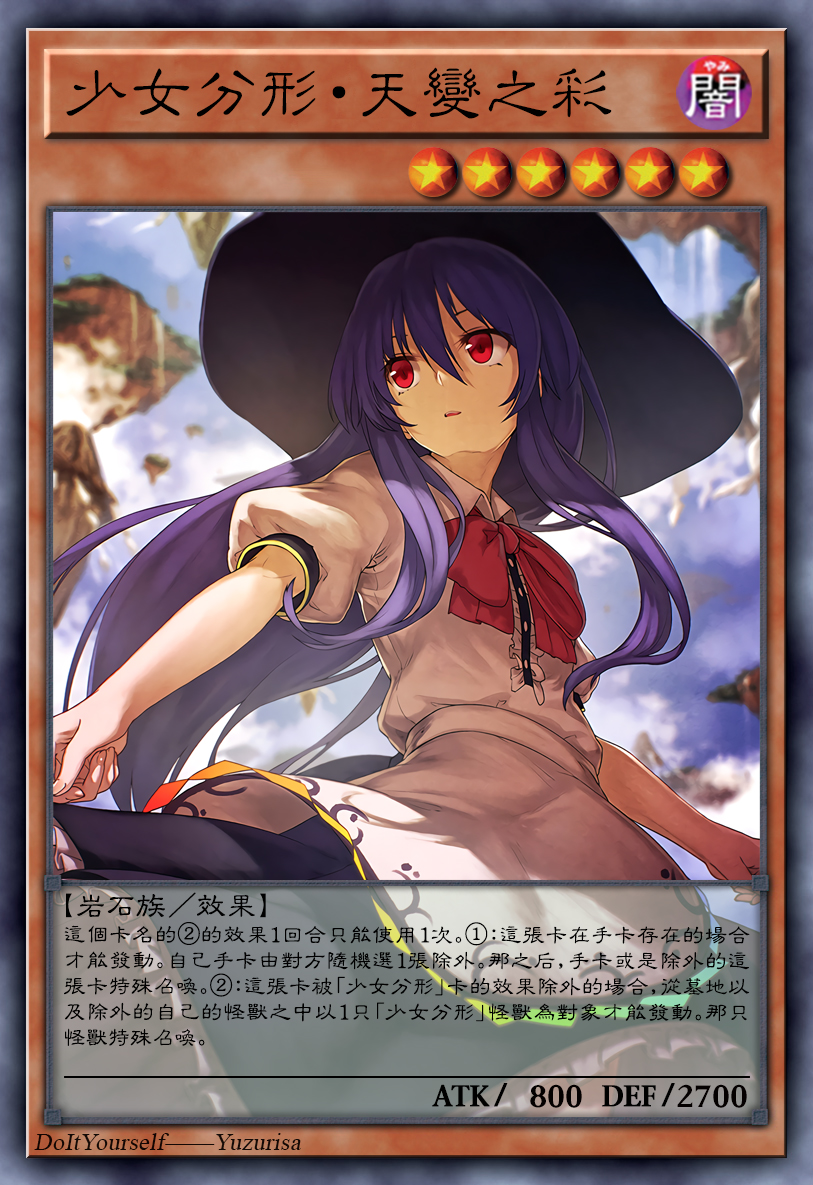 少女分形・天變之彩
やみ
闇
【岩石族／效果】
這個卡名的②的效果1回合只能使用1次。①：這張卡在手卡存在的場合
才能發動。自己手卡由對方隨機選1張除外。那之后，手卡或是除外的這
張卡特殊召喚。②：這張卡被「少女分形」卡的效果除外的場合，從墓地以
及除外的自己的怪獸之中以1只「少女分形」怪獸為對象才能發動。那只
怪獸特殊召喚。
ATK/ 800 DEF/2700
DoItYourself——Yuzurisa